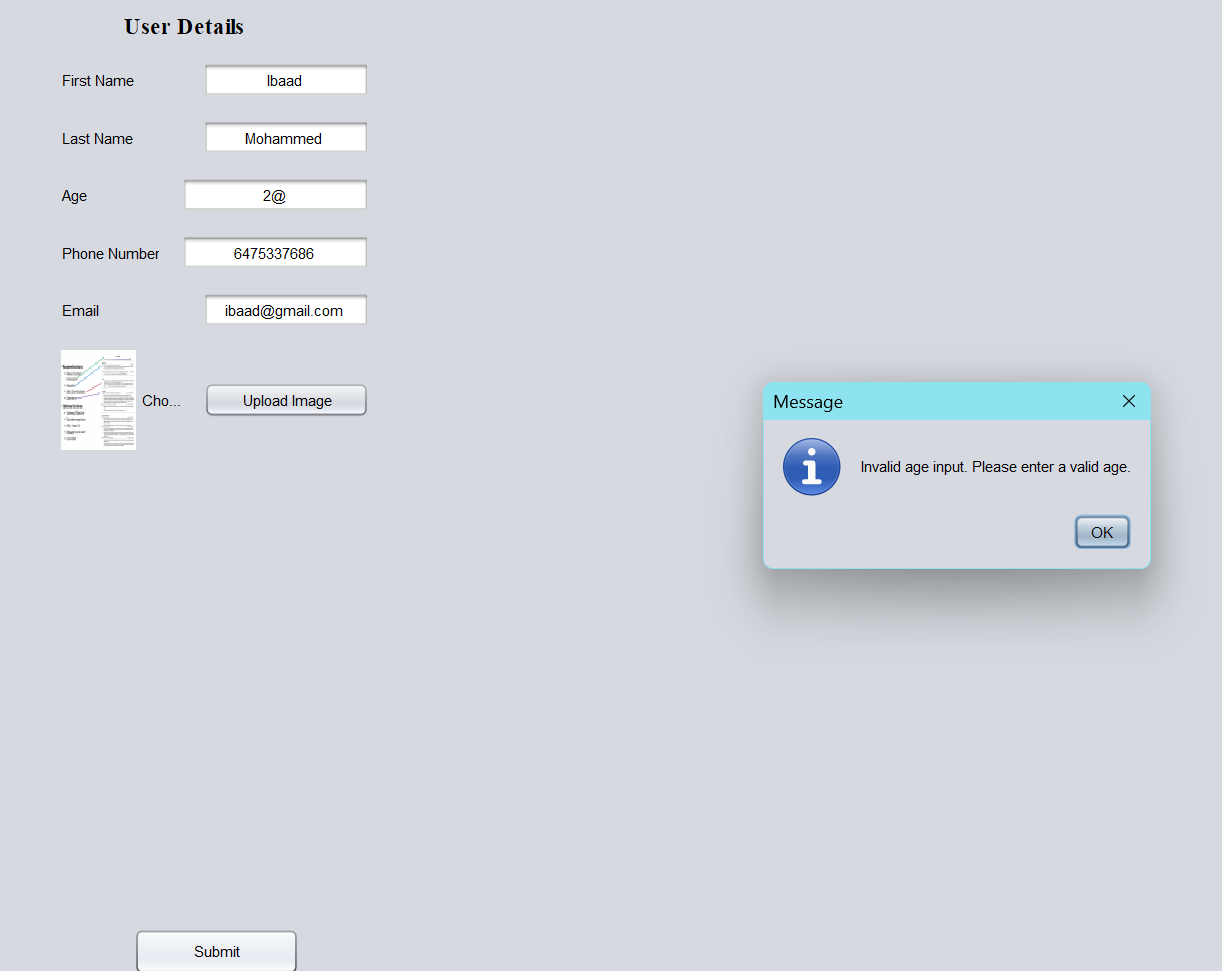 User Details
First Name
Ibaad
Last Name
Mohammed
Age
2@
Phone Number
6475337686
Email
ibaad@gmail.com
Cho...
Upload Image
Message
Invalid age input. Please enter a valid age.
OK
Submit